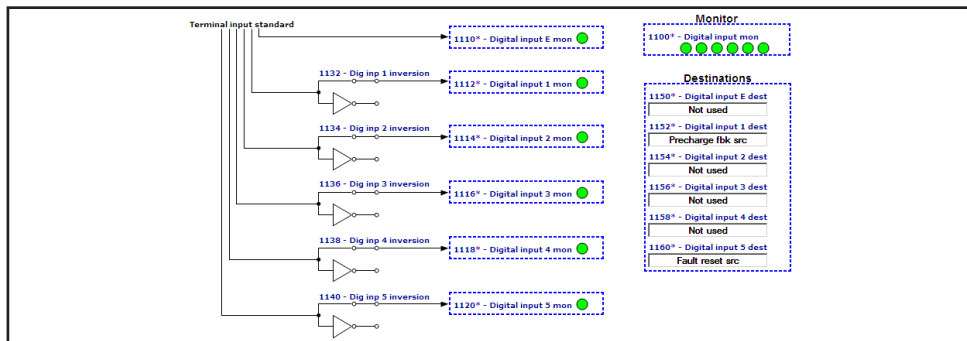 Terminal input standard
1110* - Digital input E mon
1132 - Dig inp 1 inversion
1112* - Digital input 1 mon
1134 - Dig inp 2 inversion
1114* - Digital input 2 mon
1136 - Dig inp 3 inversion
1116* - Digital input 3 mon
1138 - Dig inp 4 inversion
1118* - Digital input 4 mon
1140 - Dig inp 5 inversion
1120* - Digital input 5 mon
Monitor
1100* - Digital input mon
Destinations
1150* - Digital input E dest
Not used
1152* - Digital input 1 dest
Precharge fbk src
1154* - Digital input 2 dest
Not used
1156* - Digital input 3 dest
Not used
1158* - Digital input 4 dest
Not used
1160* - Digital input 5 dest
Fault reset src